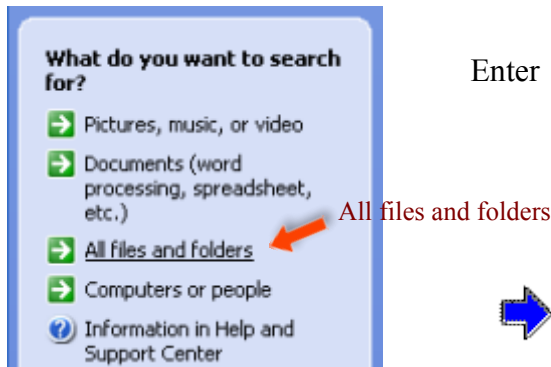 What do you want to search
for?
Enter
Pictures, music, or video
Documents (word
processing, spreadsheet,
etc.)
All files and folders
All files and folders
Computers or people
Information in Help and
Support Center